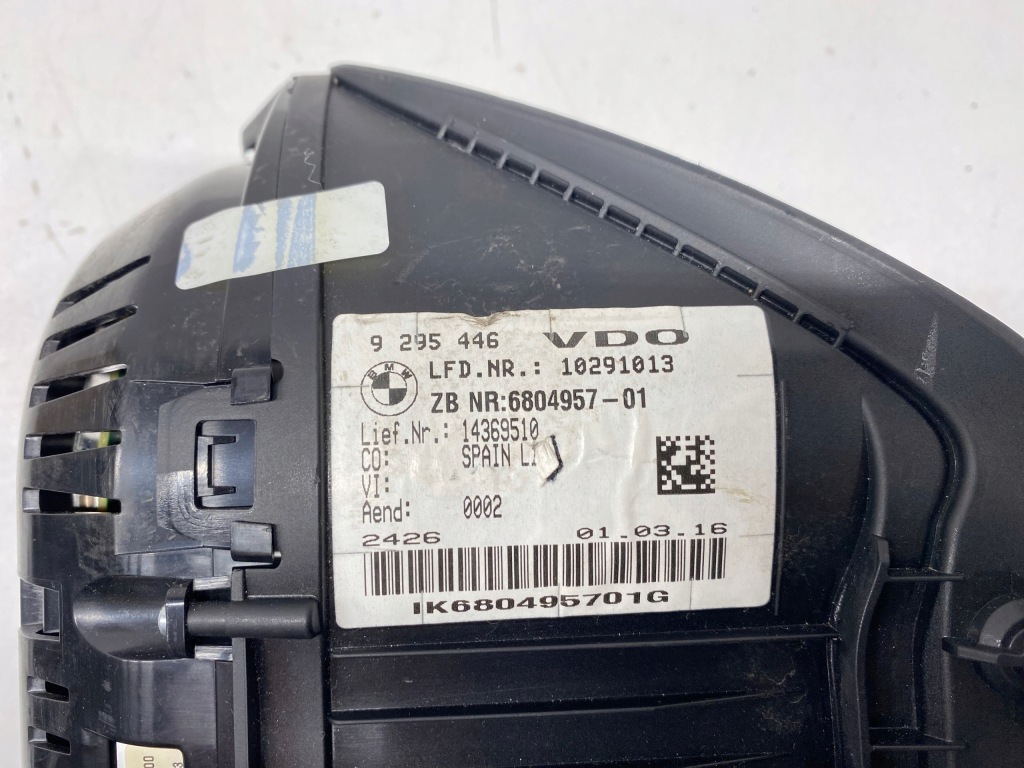 9 295 446 VDO
BMW
LFD.NR.: 10291013
ZB NR:6804957-01
Lief.Nr.: 14369510
CO: SPAIN
VI:
Aend: 0002
2426 01.03.16
IK680495701G